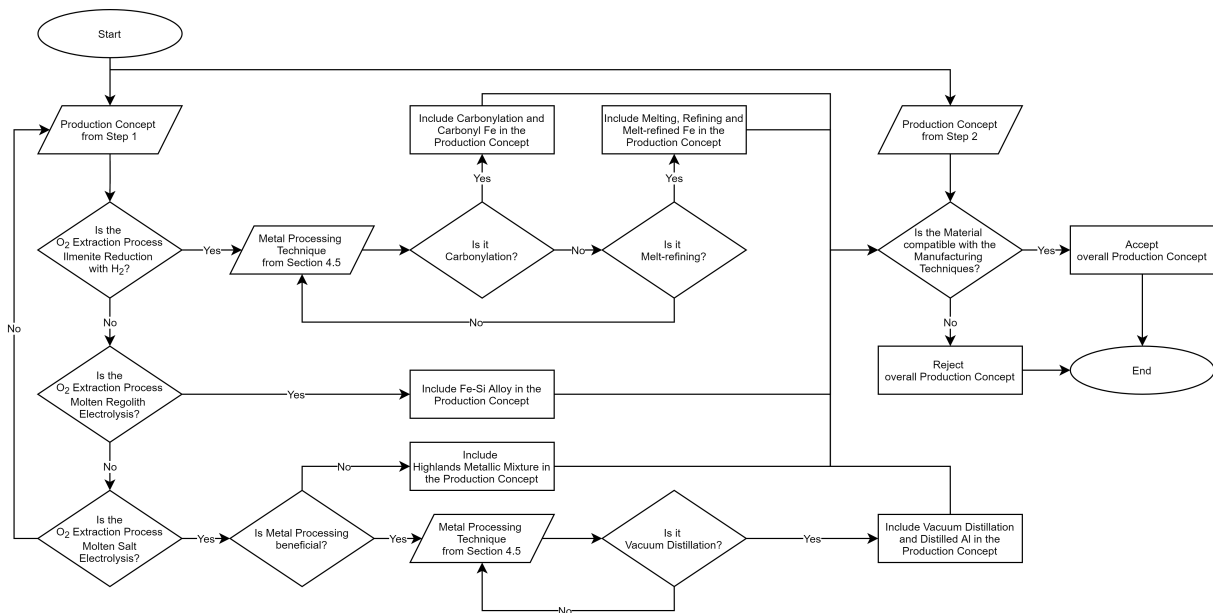 Start
Production Concept
from Step 1
Include Carbonylation and
Carbonyl Fe in the
Production Concept
Include Melting, Refining and
Melt-refined Fe in the
Production Concept
Production Concept
from Step 2
Yes
Yes
Is the
O2 Extraction Process
Ilmenite Reduction
with H2?
Yes
Metal Processing
Technique
from Section 4.5
Is it
Carbonylation?
No
Is it
Melt-refining?
Is the Material
compatible with the
Manufacturing
Techniques?
Yes
Accept
overall Production Concept
No
No
No
No
Is the
O2 Extraction Process
Molten Regolith
Electrolysis?
Yes
Include Fe-Si Alloy in the
Production Concept
Reject
overall Production Concept
End
No
No
Include
Highlands Metallic Mixture in
the Production Concept
Is the
O2 Extraction Process
Molten Salt
Electrolysis?
Yes
Is Metal Processing
beneficial?
Yes
Metal Processing
Technique
from Section 4.5
Is it
Vacuum Distillation?
Yes
Include Vacuum Distillation
and Distilled Al in the
Production Concept
No